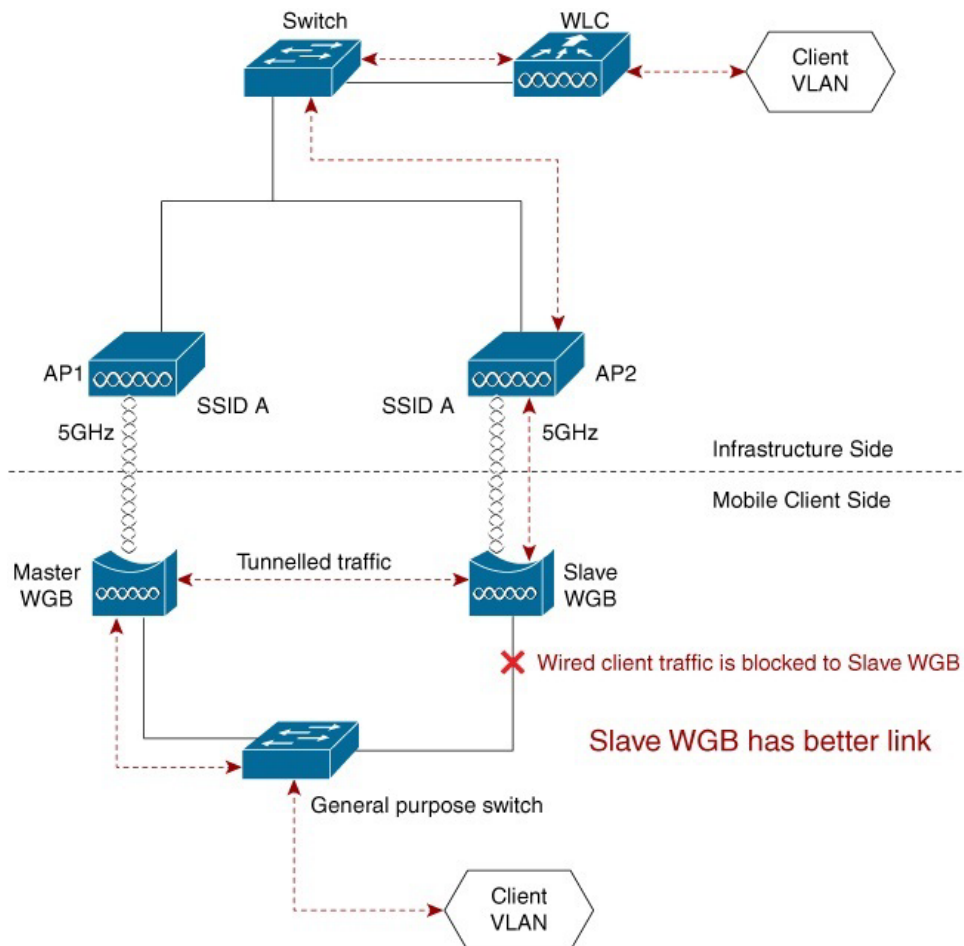 Switch
WLC
Client
VLAN
AP1
SSID A
SSID A
AP2
5GHz
5GHz
Infrastructure Side
Mobile Client Side
Master
WGB
Tunnelled traffic
Slave
WGB
Wired client traffic is blocked to Slave WGB
Slave WGB has better link
General purpose switch
Client
VLAN